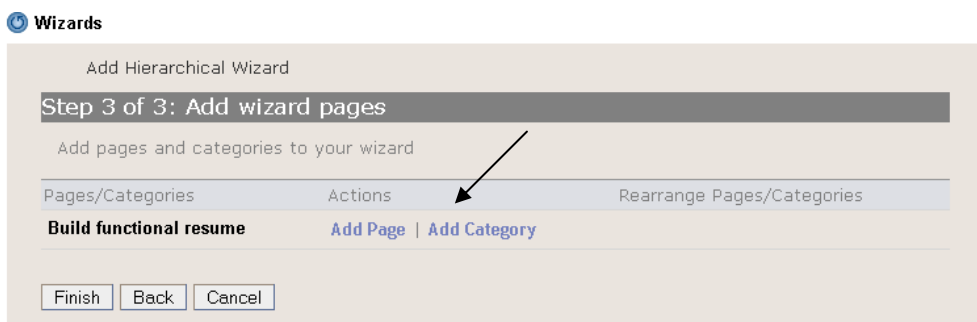 Wizards
Add Hierarchical Wizard
Step 3 of 3: Add wizard pages
Add pages and categories to your wizard
Pages/Categories Actions Rearrange Pages/Categories
Build functional resume Add Page | Add Category
Finish Back Cancel